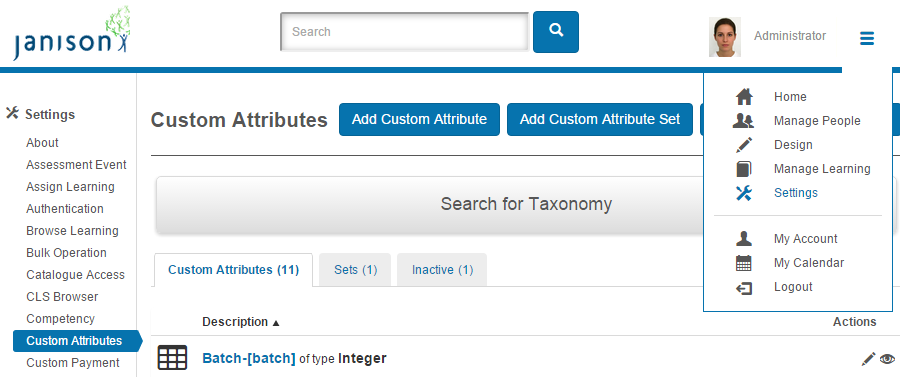 janison
Search
Administrator
Home
Manage People
Design
Manage Learning
Settings
My Account
My Calendar
Logout
Settings
About
Assessment Event
Assign Learning
Authentication
Browse Learning
Bulk Operation
Catalogue Access
CLS Browser
Competency
Custom Attributes
Custom Payment
Custom Attributes
Add Custom Attribute
Add Custom Attribute Set
Search for Taxonomy
Custom Attributes (11)
Sets (1)
Inactive (1)
Description ▲
Actions
Batch-[batch] of type Integer